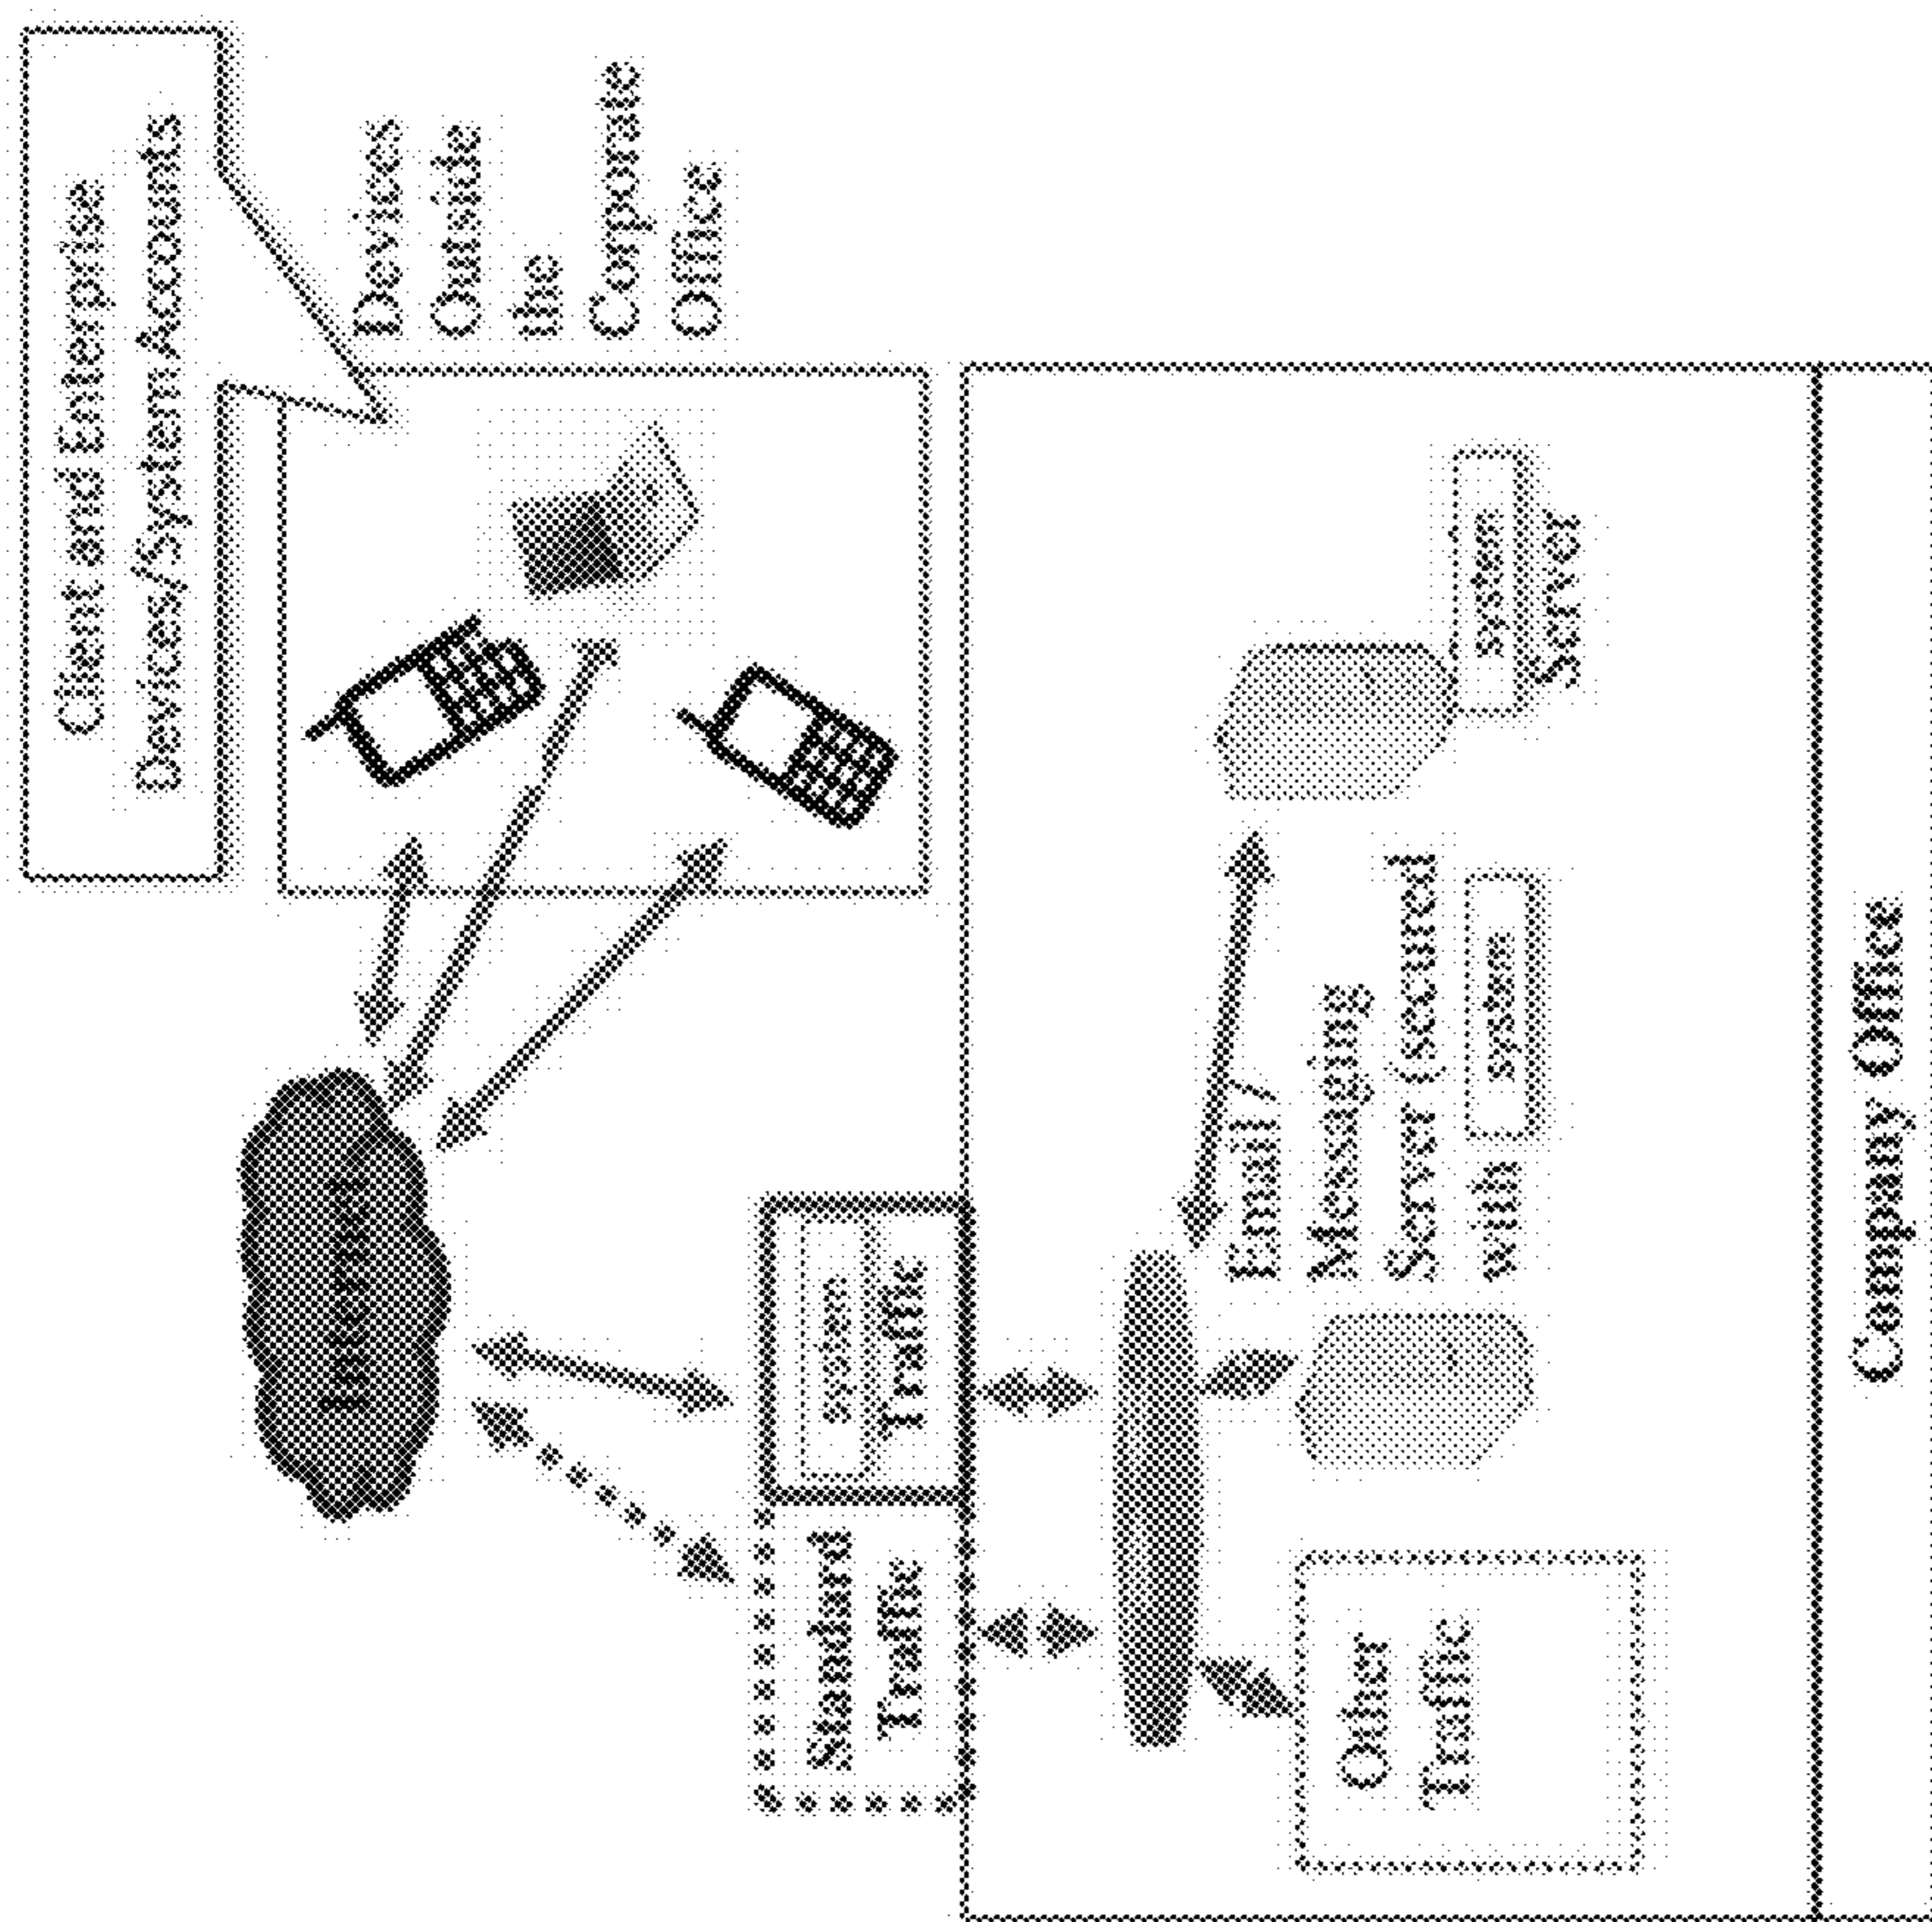 Client and Enterprise
Devices/System Accounts
Devices
Outside
the
Corporate
Office
Internet
Standard
Traffic
system
Traffic
Other
Traffic
Email /
Messaging
Server (secured
with system
system
Server
Company Office